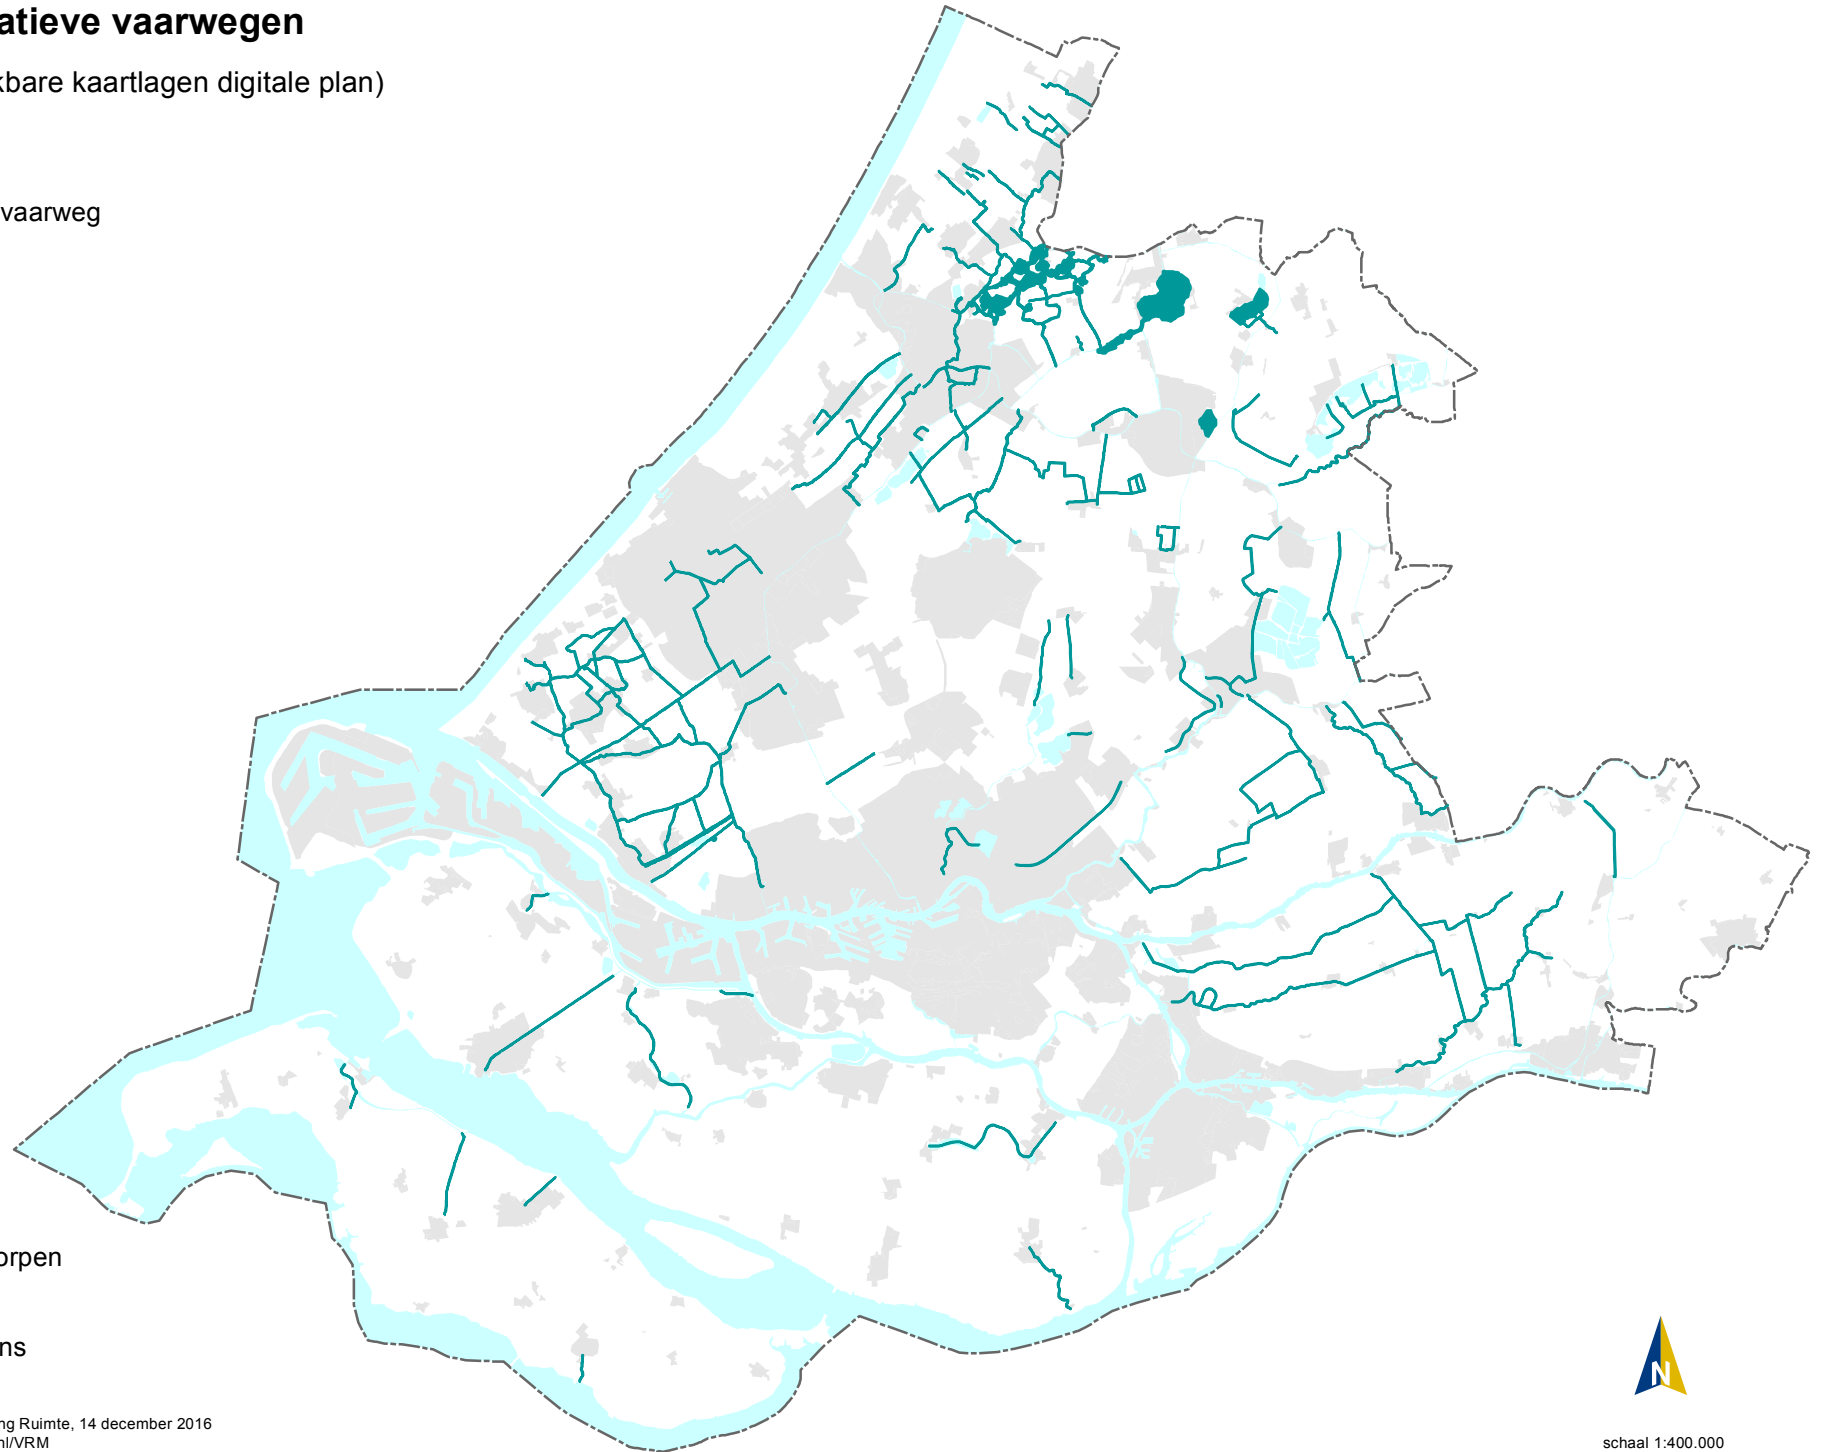 atieve vaarwegen
kbare kaartlagen digitale plan)
vaarweg
orpen
ns
ng Ruimte, 14 december 2016
nl/VRM
N
schaal 1:400.000